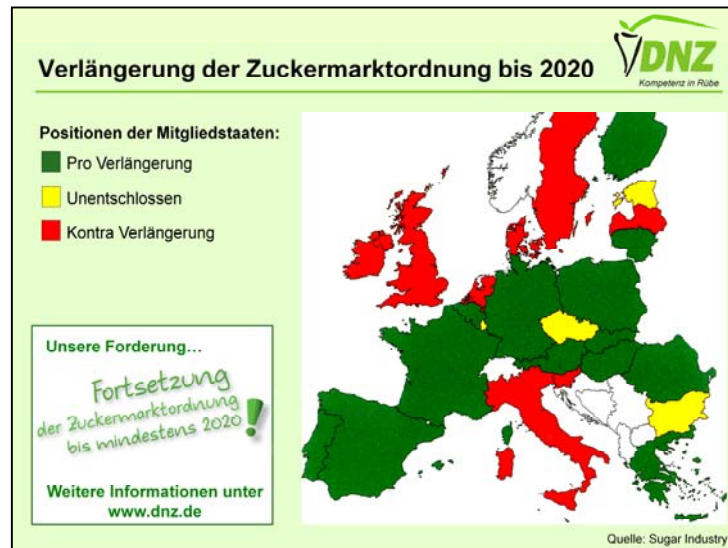 Verlängerung der Zuckermarktordnung bis 2020
DNZ
Kompetenz in Rübe
Positionen der Mitgliedstaaten:
Pro Verlängerung
Unentschlossen
Kontra Verlängerung
Unsere Forderung...
Fortsetzung
der Zuckermarktordnung
bis mindestens 2020!
Weitere Informationen unter
www.dnz.de
Quelle: Sugar Industry